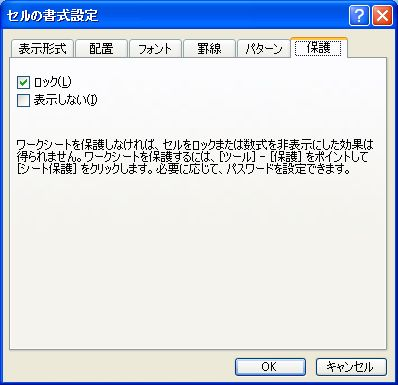 セルの書式設定
表示形式 配置 フォント 罫線 パターン 保護
ロック(L)
表示しない(I)
ワークシートを保護しなければ、セルをロックまたは数式を非表示にした効果は
得られません。ワークシートを保護するには、[ツール] - [保護] をポイントして
[シート保護] をクリックします。必要に応じて、パスワードを設定できます。
OK キャンセル